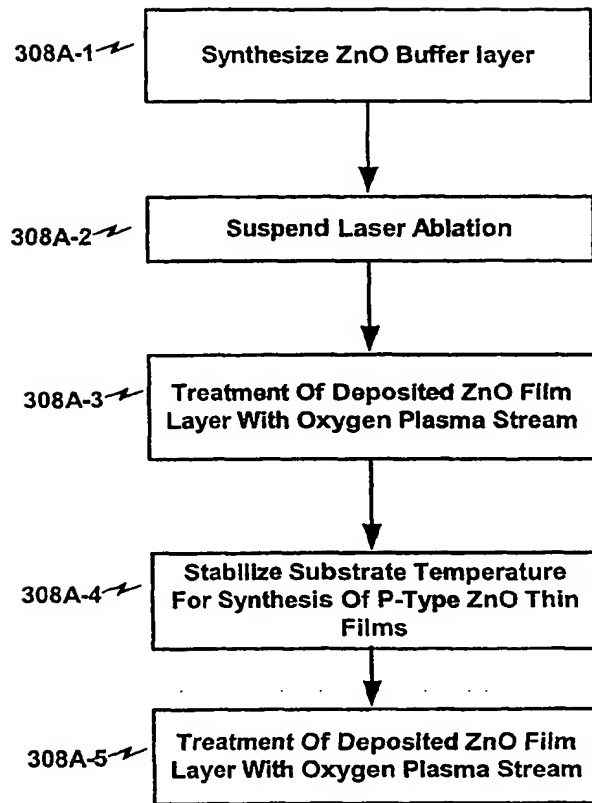 308A-1
Synthesize ZnO Buffer layer
308A-2
Suspend Laser Ablation
308A-3
Treatment Of Deposited ZnO Film
Layer With Oxygen Plasma Stream
308A-4
Stabilize Substrate Temperature
For Synthesis Of P-Type ZnO Thin
Films
308A-5
Treatment Of Deposited ZnO Film
Layer With Oxygen Plasma Stream